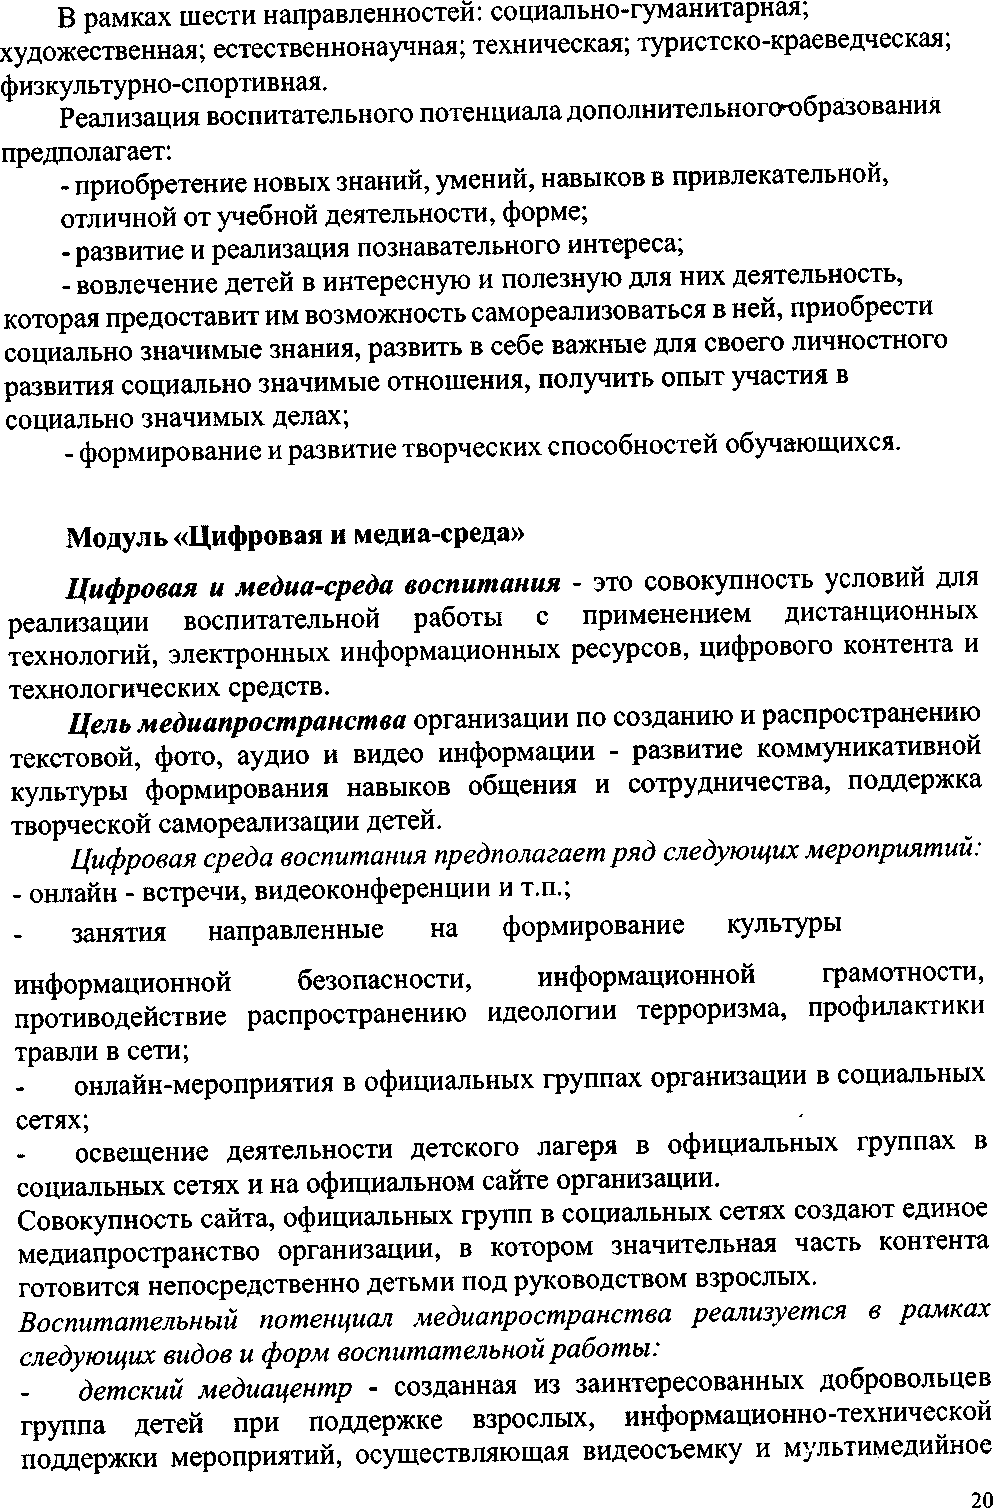 В рамках шести направленностей: социально-гуманитарная;
художественная; естественнонаучная; техническая; туристско-краеведческая;
физкультурно-спортивная.
Реализация воспитательного потенциала дополнительного образования
предполагает:
- приобретение новых знаний, умений, навыков в привлекательной,
отличной от учебной деятельности, форме;
- развитие и реализация познавательного интереса;
- вовлечение детей в интересную и полезную для них деятельность,
которая предоставит им возможность самореализоваться в ней, приобрести
социально значимые знания, развить в себе важные для своего личностного
развития социально значимые отношения, получить опыт участия в
социально значимых делах;
- формирование и развитие творческих способностей обучающихся.
Модуль «Цифровая и медиа-среда»
Цифровая и медиа-среда воспитания - это совокупность условий для
реализации воспитательной работы с применением дистанционных
технологий, электронных информационных ресурсов, цифрового контента и
технологических средств.
Цель медиапространства организации по созданию и распространению
текстовой, фото, аудио и видео информации - развитие коммуникативной
культуры формирования навыков общения и сотрудничества, поддержка
творческой самореализации детей.
Цифровая среда воспитания предполагает ряд следующих мероприятий:
- онлайн - встречи, видеоконференции и т.п.;
- занятия направленные на формирование культуры
информационной безопасности, информационной грамотности,
противодействие распространению идеологии терроризма, профилактики
травли в сети;
- онлайн-мероприятия в официальных группах организации в социальных
сетях;
- освещение деятельности детского лагеря в официальных группах в
социальных сетях и на официальном сайте организации.
Совокупность сайта, официальных групп в социальных сетях создают единое
медиапространство организации, в котором значительная часть контента
готовится непосредственно детьми под руководством взрослых.
Воспитательный потенциал медиапространства реализуется в рамках
следующих видов и форм воспитательной работы:
- детский медиацентр - созданная из заинтересованных добровольцев
группа детей при поддержке взрослых, информационно-технической
поддержки мероприятий, осуществляющая видеосъемку и мультимедийное
20